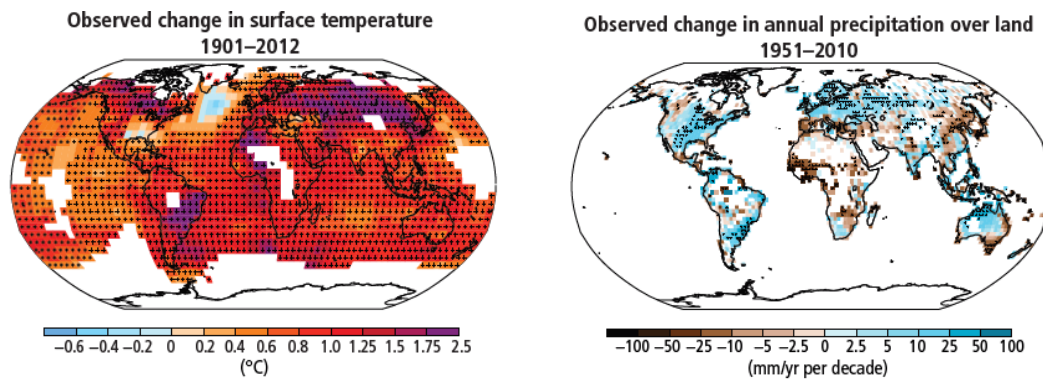 Observed change in surface temperature
1901–2012
−0.6 −0.4 −0.2 0 0.2 0.4 0.6 0.8 1.0 1.25 1.5 1.75 2.5
(°C)
Observed change in annual precipitation over land
1951–2010
−100 −50 −25 −10 −5 −2.5 0 2.5 5 10 25 50 100
(mm/yr per decade)